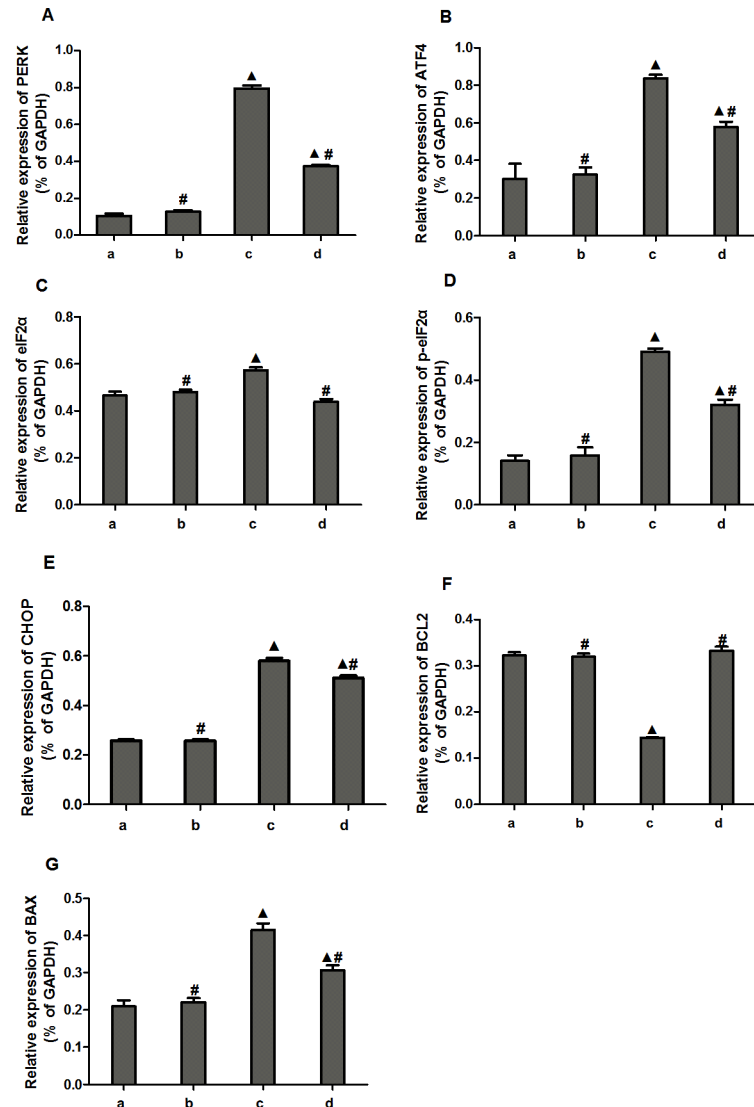 A
Relative expression of PERK
(% of GAPDH)
1.0
0.8
0.6
0.4
0.2
0.0
▲
▲ #
#
a b c d
B
Relative expression of ATF4
(% of GAPDH)
1.0
0.8
0.6
0.4
0.2
0.0
▲
▲ #
#
a b c d
C
Relative expression of eIF2α
(% of GAPDH)
0.8
0.6
0.4
0.2
0.0
▲
# #
a b c d
D
Relative expression of p-eIF2α
(% of GAPDH)
0.6
0.4
0.2
0.0
▲
▲ #
#
a b c d
E
Relative expression of CHOP
(% of GAPDH)
0.8
0.6
0.4
0.2
0.0
▲
▲#
#
a b c d
F
Relative expression of BCL2
(% of GAPDH)
0.4
0.3
0.2
0.1
0.0
# #
▲
a b c d
G
Relative expression of BAX
(% of GAPDH)
0.5
0.4
0.3
0.2
0.1
0.0
▲
▲#
#
a b c d